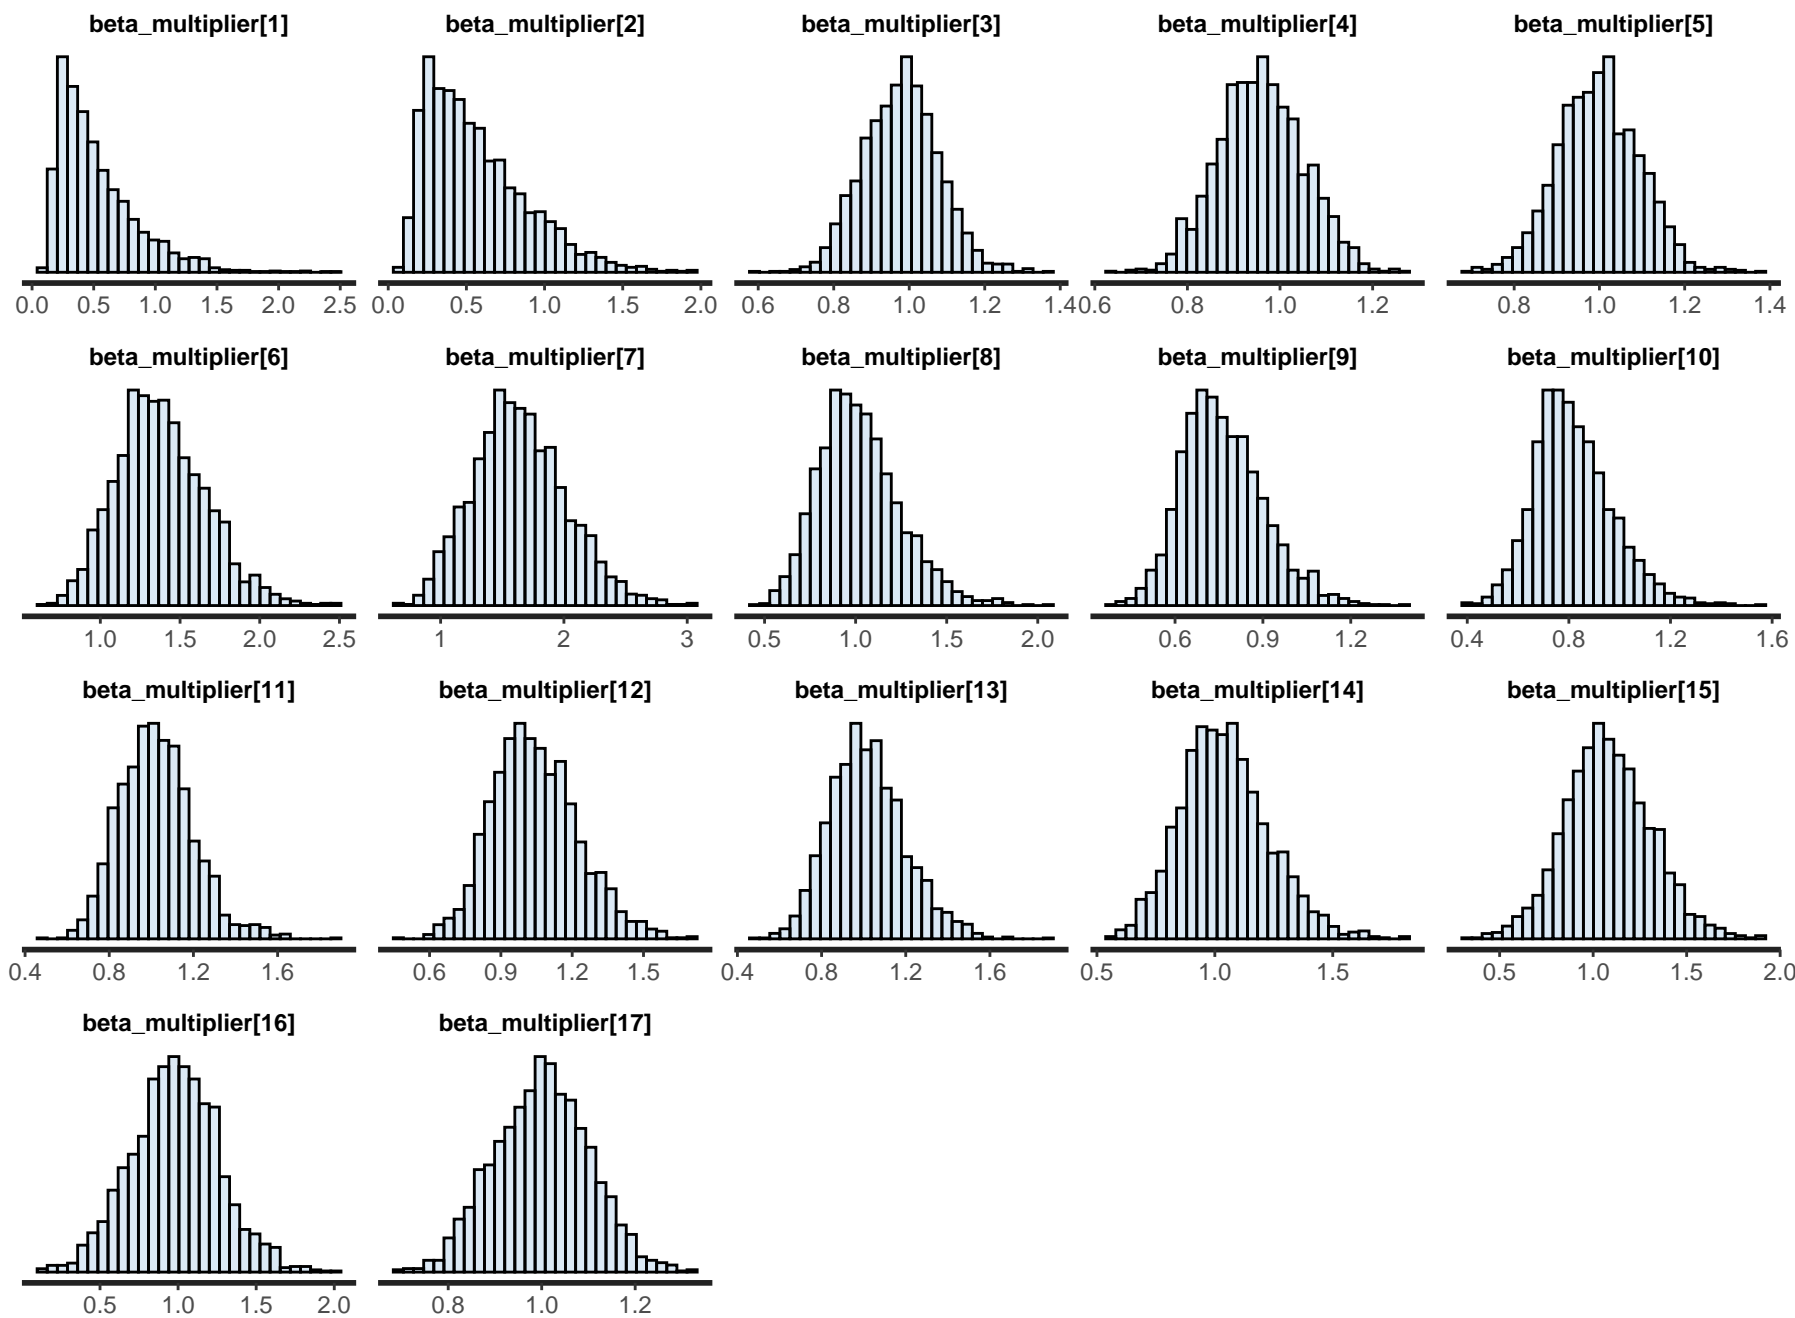 beta_multiplier[1] beta_multiplier[2] beta_multiplier[3] beta_multiplier[4] beta_multiplier[5]
0.0 0.5 1.0 1.5 2.0 2.5 0.0 0.5 1.0 1.5 2.0 0.6 0.8 1.0 1.2 1.4 0.6 0.8 1.0 1.2 0.8 1.0 1.2 1.4
beta_multiplier[6] beta_multiplier[7] beta_multiplier[8] beta_multiplier[9] beta_multiplier[10]
1.0 1.5 2.0 2.5 1 2 3 0.5 1.0 1.5 2.0 0.6 0.9 1.2 0.4 0.8 1.2 1.6
beta_multiplier[11] beta_multiplier[12] beta_multiplier[13] beta_multiplier[14] beta_multiplier[15]
0.4 0.8 1.2 1.6 0.6 0.9 1.2 1.5 0.4 0.8 1.2 1.6 0.5 1.0 1.5 0.5 1.0 1.5 2.0
beta_multiplier[16] beta_multiplier[17]
0.5 1.0 1.5 2.0 0.8 1.0 1.2